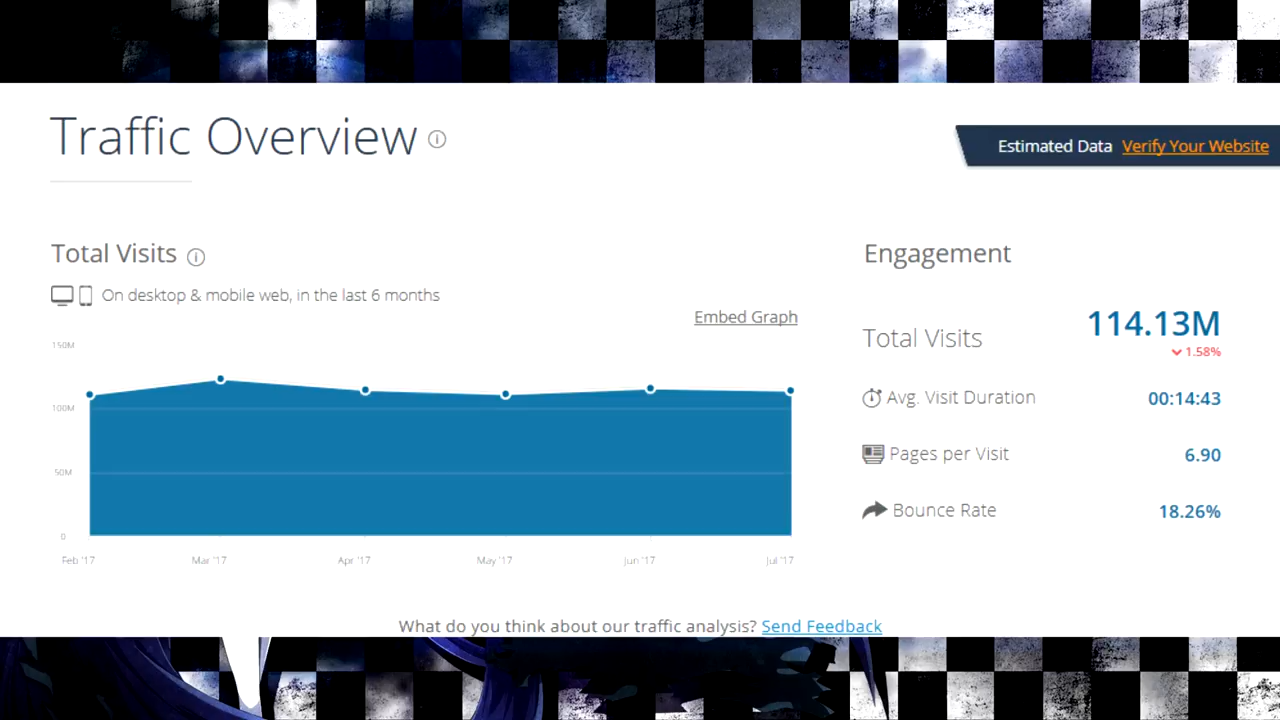 Traffic Overview
Estimated Data Verify Your Website
Total Visits
On desktop & mobile web, in the last 6 months
Embed Graph
150M
100M
50M
0
Feb '17 Mar '17 Apr '17 May '17 Jun '17 Jul '17
Engagement
Total Visits 114.13M
1.58%
Avg. Visit Duration 00:14:43
Pages per Visit 6.90
Bounce Rate 18.26%
What do you think about our traffic analysis? Send Feedback